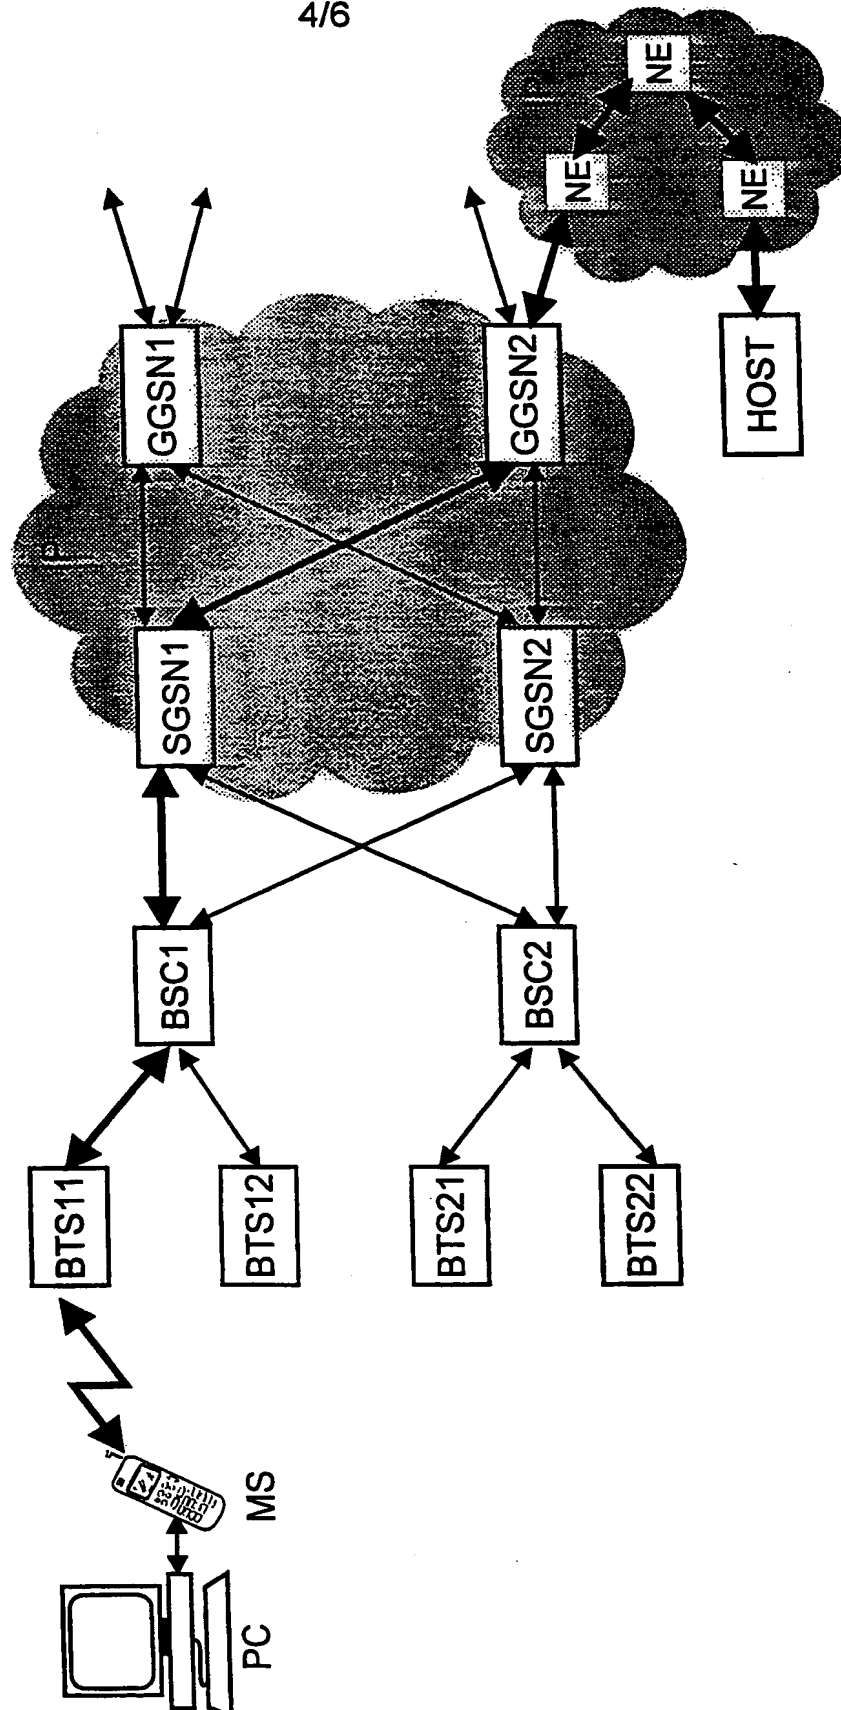 4/6
PC
MS
BTS11
BTS12
BTS21
BTS22
BSC1
BSC2
SGSN1
SGSN2
GGSN1
GGSN2
HOST
NE
NE
NE